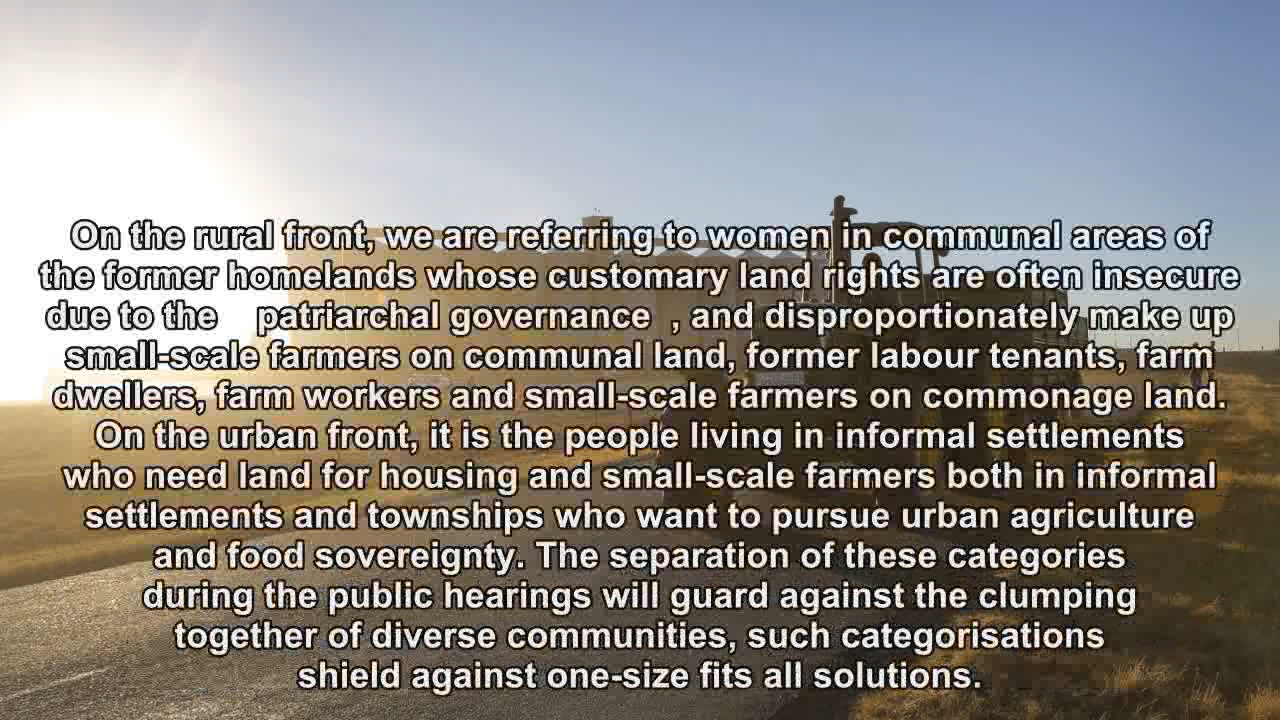 On the rural front, we are referring to women in communal areas of
the former homelands whose customary land rights are often insecure
due to the patriarchal governance , and disproportionately make up
small-scale farmers on communal land, former labour tenants, farm
dwellers, farm workers and small-scale farmers on commonage land.
On the urban front, it is the people living in informal settlements
who need land for housing and small-scale farmers both in informal
settlements and townships who want to pursue urban agriculture
and food sovereignty. The separation of these categories
during the public hearings will guard against the clumping
together of diverse communities, such categorisations
shield against one-size fits all solutions.